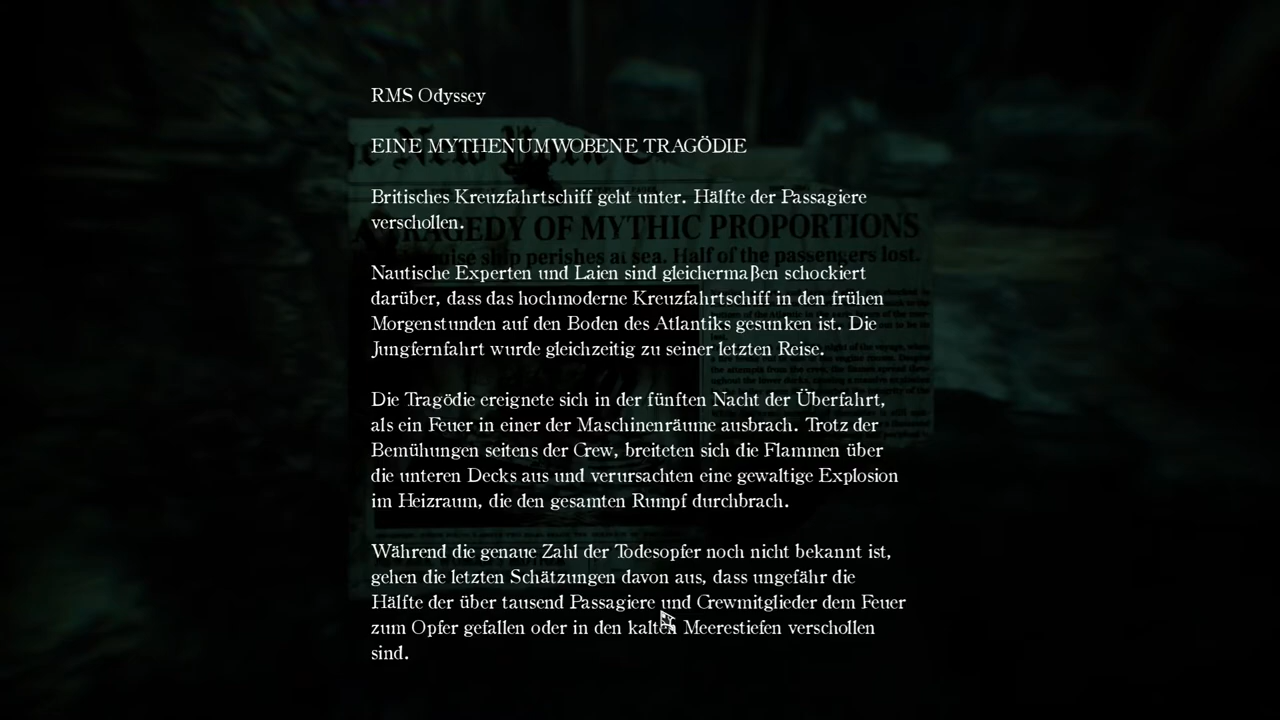 RMS Odyssey
EINE MYTHENUMWOBENE TRAGÖDIE
Britisches Kreuzfahrtschiff geht unter. Hälfte der Passagiere
verschollen.
TRAGEDY OF MYTHIC PROPORTIONS
ship perishes at sea. Half of the passengers lost.
Nautische Experten und Laien sind gleichermaßen schockiert
darüber, dass das hochmoderne Kreuzfahrtschiff in den frühen
Morgenstunden auf den Boden des Atlantiks gesunken ist. Die
Jungfernfahrt wurde gleichzeitig zu seiner letzten Reise.
Die Tragödie ereignete sich in der fünften Nacht der Überfahrt,
als ein Feuer in einer der Maschinenräume ausbrach. Trotz der
Bemühungen seitens der Crew, breiteten sich die Flammen über
die unteren Decks aus und verursachten eine gewaltige Explosion
im Heizraum, die den gesamten Rumpf durchbrach.
Während die genaue Zahl der Todesopfer noch nicht bekannt ist,
gehen die letzten Schätzungen davon aus, dass ungefähr die
Hälfte der über tausend Passagiere und Crewmitglieder dem Feuer
zum Opfer gefallen oder in den kalten Meerestiefen verschollen
sind.